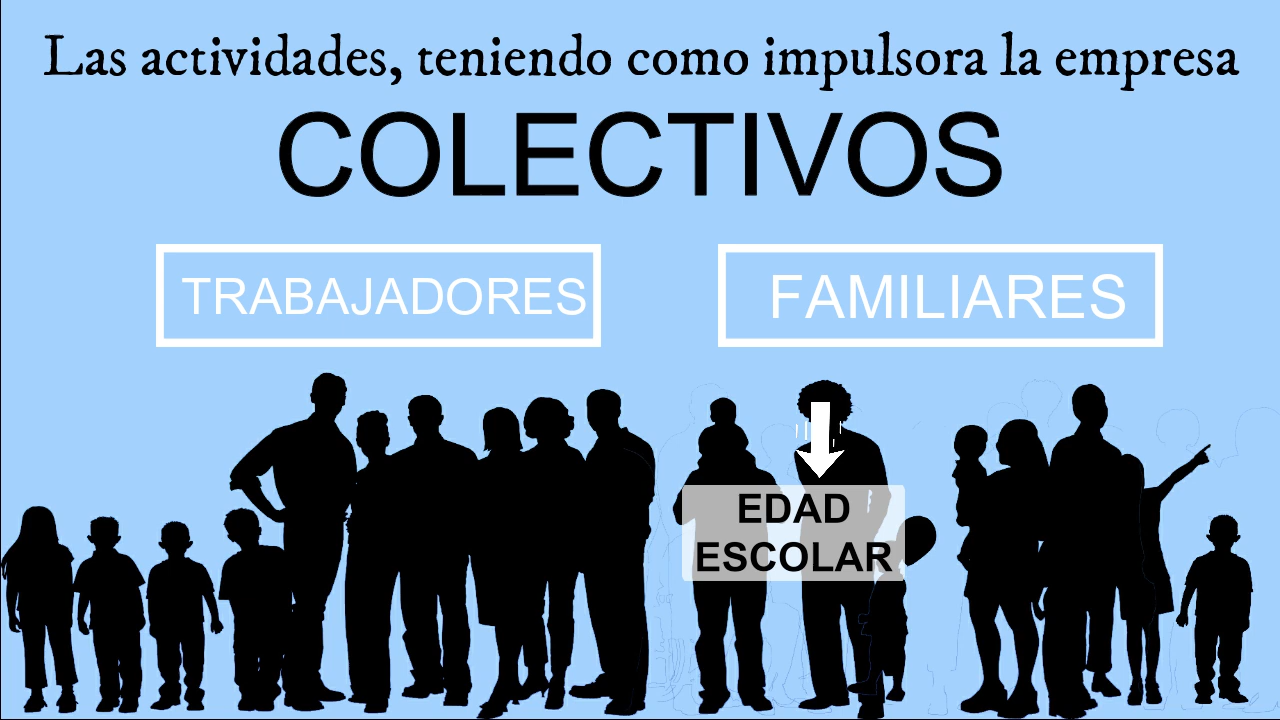 Las actividades, teniendo como impulsora la empresa
COLECTIVOS
TRABAJADORES
FAMILIARES
EDAD
ESCOLAR